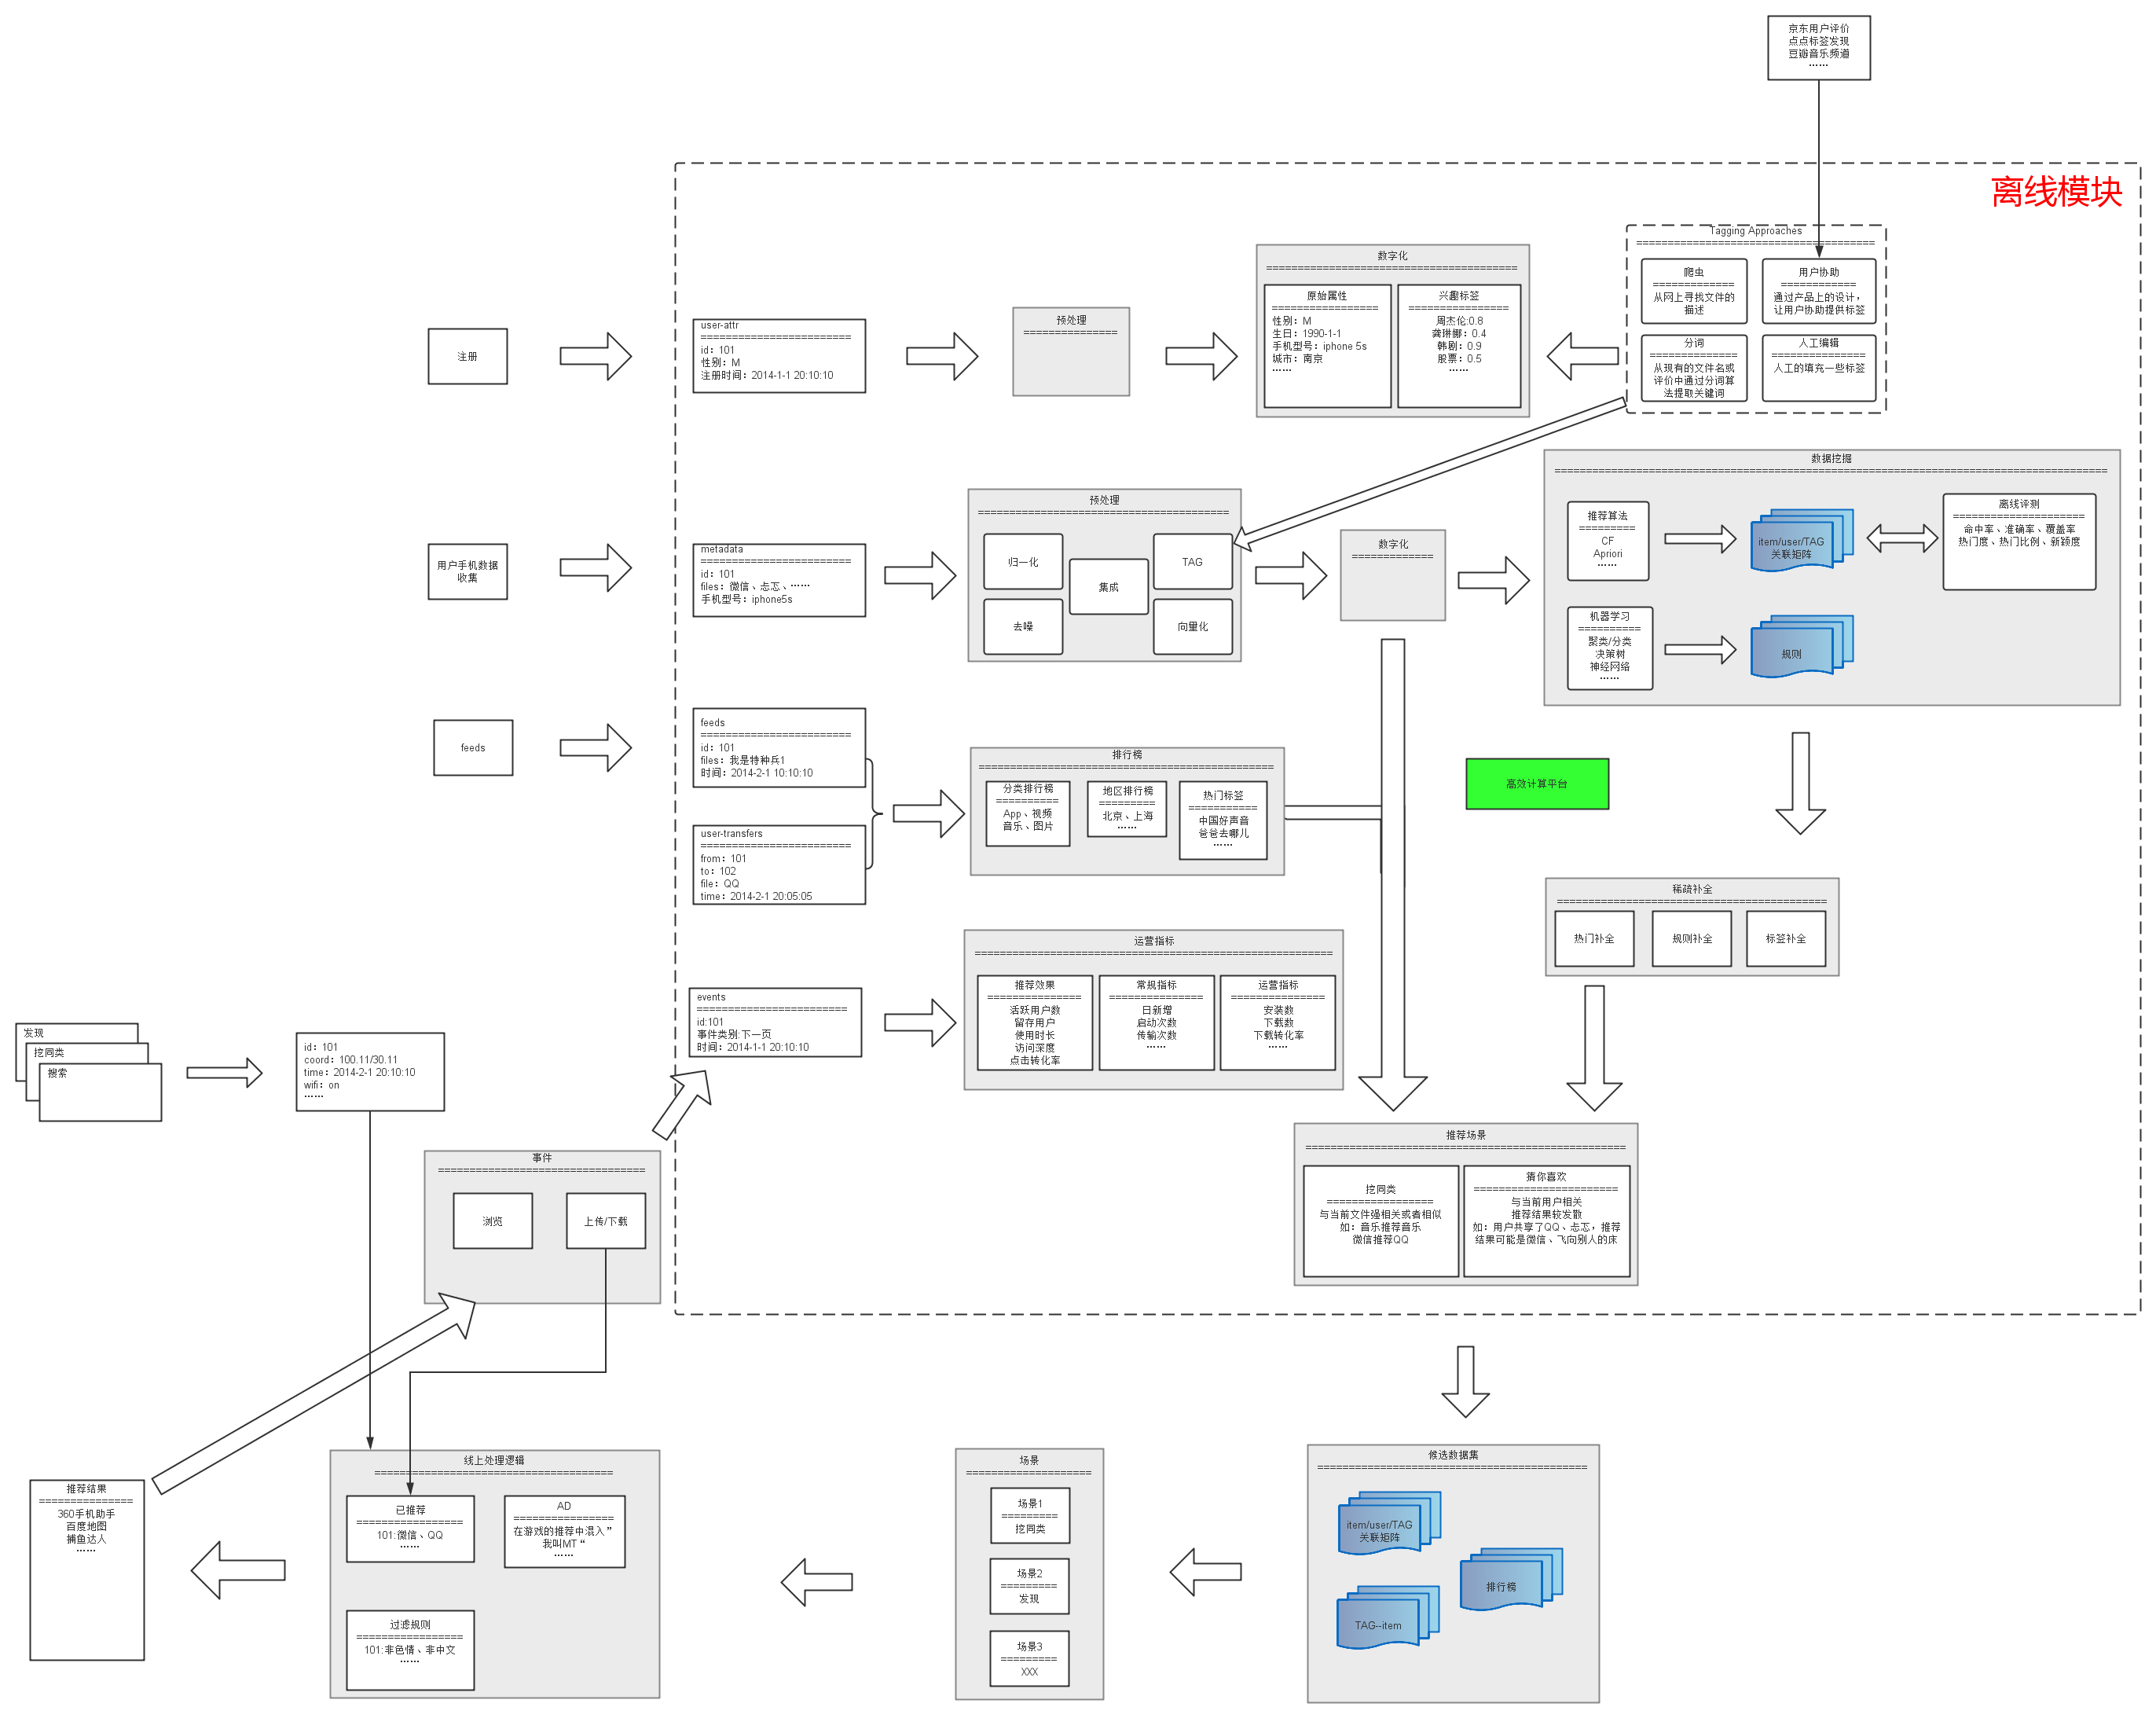 京东用户评价
点点标签发现
豆瓣音乐频道
……
离线模块
Tagging Approaches
======================================
爬虫
=============
从网上寻找文件的
描述
用户协助
============
通过产品上的设计，
让用户协助提供标签
分词
==============
从现有的文件名或
评价中通过分词算
法提取关键词
人工编辑
===============
人工的填充一些标签
数字化
========================================
原始属性
=================
性别：M
生日：1990-1-1
手机型号：iphone 5s
城市：南京
……
兴趣标签
================
周杰伦:0.8
龚琳娜：0.4
韩剧：0.9
股票：0.5
……
预处理
===============
user-attr
========================
id：101
性别：M
注册时间：2014-1-1 20:10:10
注册
用户手机数据
收集
metadata
========================
id：101
files：微信、忐忑、……
手机型号：iphone5s
预处理
========================================
归一化
集成
TAG
去噪
向量化
数字化
=============
数据挖掘
========================================================================================
推荐算法
=========
CF
Apriori
……
item/user/TAG
关联矩阵
离线评测
=====================
命中率、准确率、覆盖率
热门度、热门比例、新颖度
机器学习
==========
聚类/分类
决策树
神经网络
……
规则
feeds
feeds
========================
id：101
files：我是特种兵1
时间：2014-2-1 10:10:10
user-transfers
========================
from：101
to：102
file：QQ
time：2014-2-1 20:05:05
排行榜
===============================================
分类排行榜
==========
App、视频
音乐、图片
地区排行榜
=========
北京、上海
……
热门标签
===========
中国好声音
爸爸去哪儿
……
高效计算平台
稀疏补全
===========================================
热门补全
规则补全
标签补全
运营指标
=========================================================
推荐效果
===============
活跃用户数
留存用户
使用时长
访问深度
点击转化率
常规指标
===============
日新增
启动次数
传输次数
……
运营指标
===============
安装数
下载数
下载转化率
……
events
========================
id:101
事件类别:下一页
时间：2014-1-1 20:10:10
发现
挖同类
搜索
id：101
coord：100.11/30.11
time：2014-2-1 20:10:10
wifi：on
……
事件
=================================
浏览
上传/下载
推荐场景
===================================================
挖同类
=================
与当前文件强相关或者相似
如：音乐推荐音乐
微信推荐QQ
猜你喜欢
=======================
与当前用户相关
推荐结果较发散
如：用户共享了QQ、忐忑，推荐
结果可能是微信、飞向别人的床
候选数据集
===========================================
item/user/TAG
关联矩阵
排行榜
TAG--item
场景
====================
场景1
=========
挖同类
场景2
=========
发现
场景3
=========
XXX
线上处理逻辑
======================================
已推荐
=================
101:微信、QQ
……
AD
================
在游戏的推荐中混入”
我叫MT“
……
过滤规则
=================
101:非色情、非中文
……
推荐结果
===============
360手机助手
百度地图
捕鱼达人
……